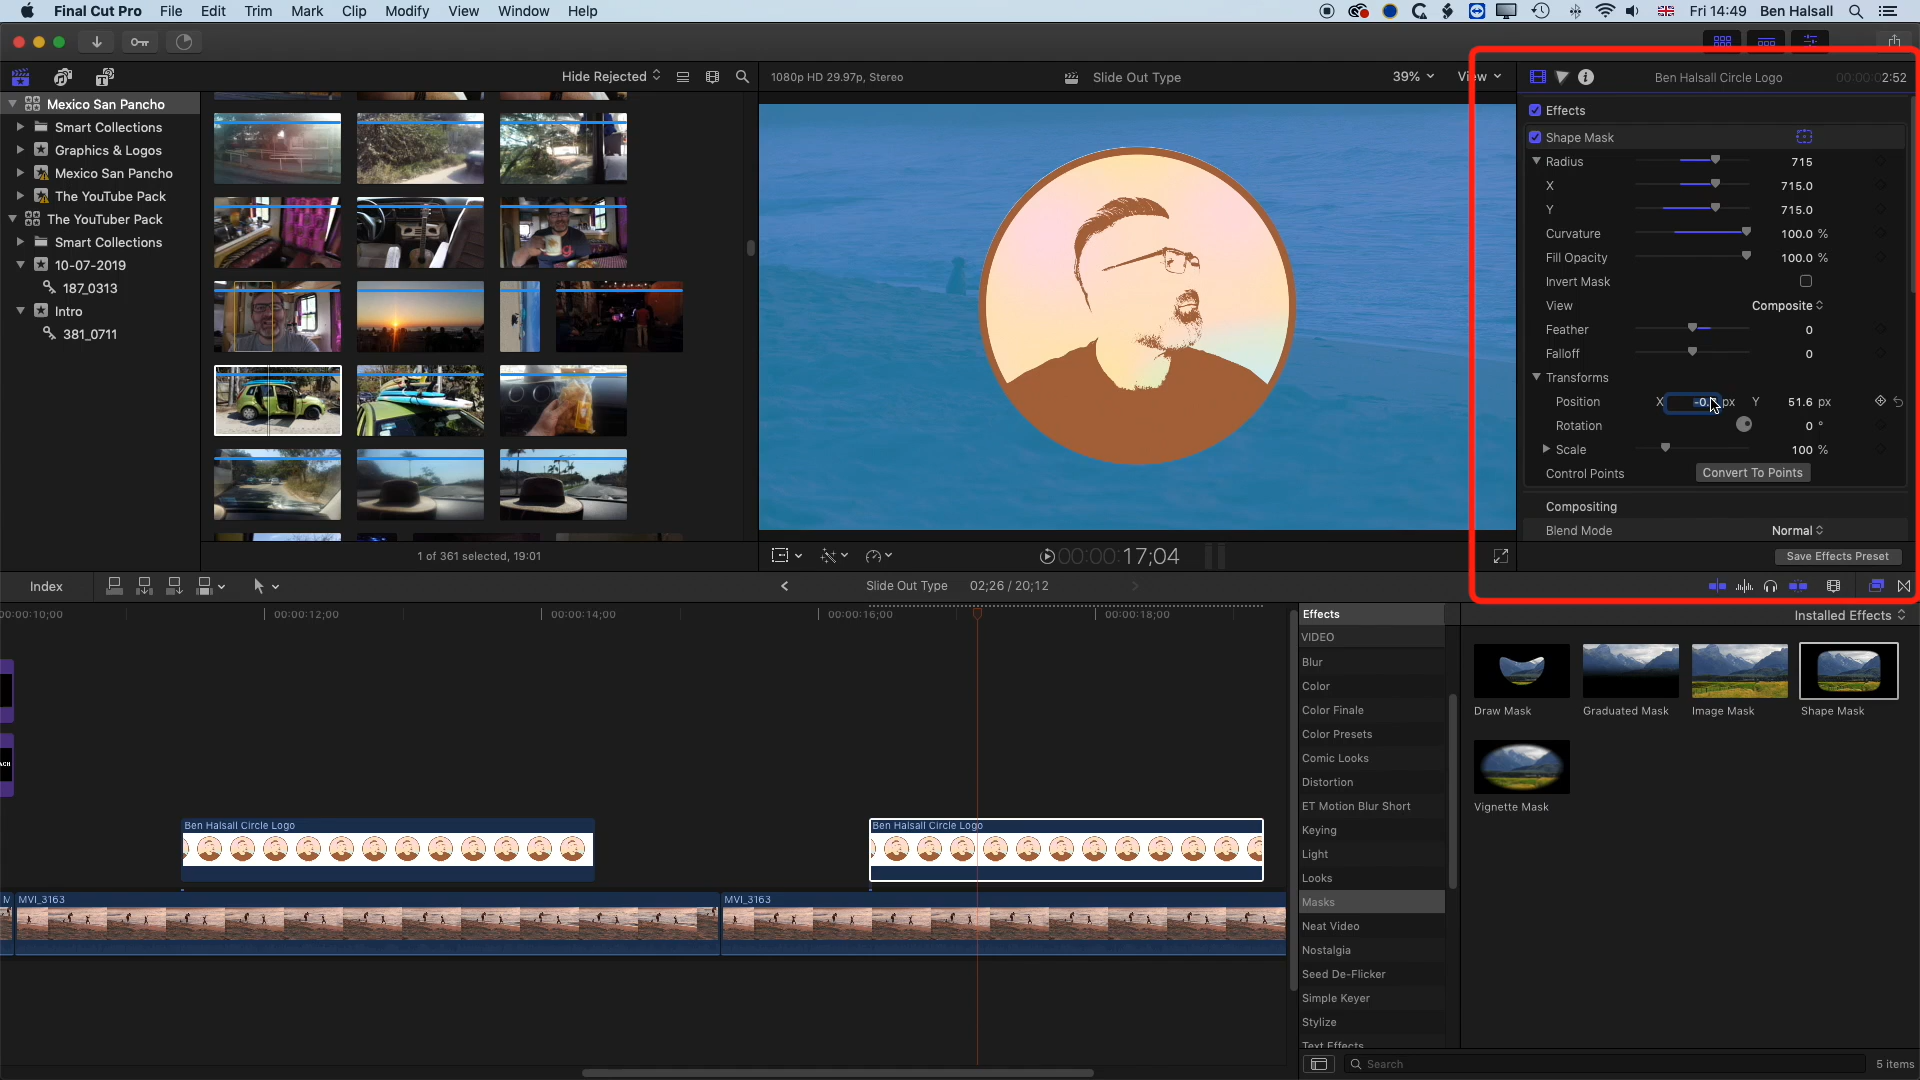 Final Cut Pro File Edit Trim Mark Clip Modify View Window Help Fri 14:49 Ben Halsall
Hide Rejected 1080p HD 29.97p, Stereo Slide Out Type 39% View Ben Halsall Circle Logo 00:00:02:52
Mexico San Pancho
Smart Collections
Graphics & Logos
Mexico San Pancho
The YouTube Pack
The YouTuber Pack
Smart Collections
10-07-2019
187_0313
Intro
381_0711
1 of 361 selected, 19:01
00:00:00:17;04
Effects
Shape Mask
Radius 715
X 715.0
Y 715.0
Curvature 100.0 %
Fill Opacity 100.0 %
Invert Mask
View Composite
Feather 0
Falloff 0
Transforms
Position X px Y 51.6 px
Rotation 0 °
Scale 100 %
Control Points Convert To Points
Compositing
Blend Mode Normal
Save Effects Preset
Index Slide Out Type 02;26 / 20;12
00:00:10;00 00:00:12;00 00:00:14;00 00:00:16;00 00:00:18;00
Ben Halsall Circle Logo Ben Halsall Circle Logo
M MVI_3163 MVI_3163
Effects Installed Effects
VIDEO
Blur
Color
Color Finale
Color Presets
Comic Looks
Distortion
ET Motion Blur Short
Keying
Light
Looks
Masks
Neat Video
Nostalgia
Seed De-Flicker
Simple Keyer
Stylize
Text Effects
Draw Mask Graduated Mask Image Mask Shape Mask
Vignette Mask
Search 5 items